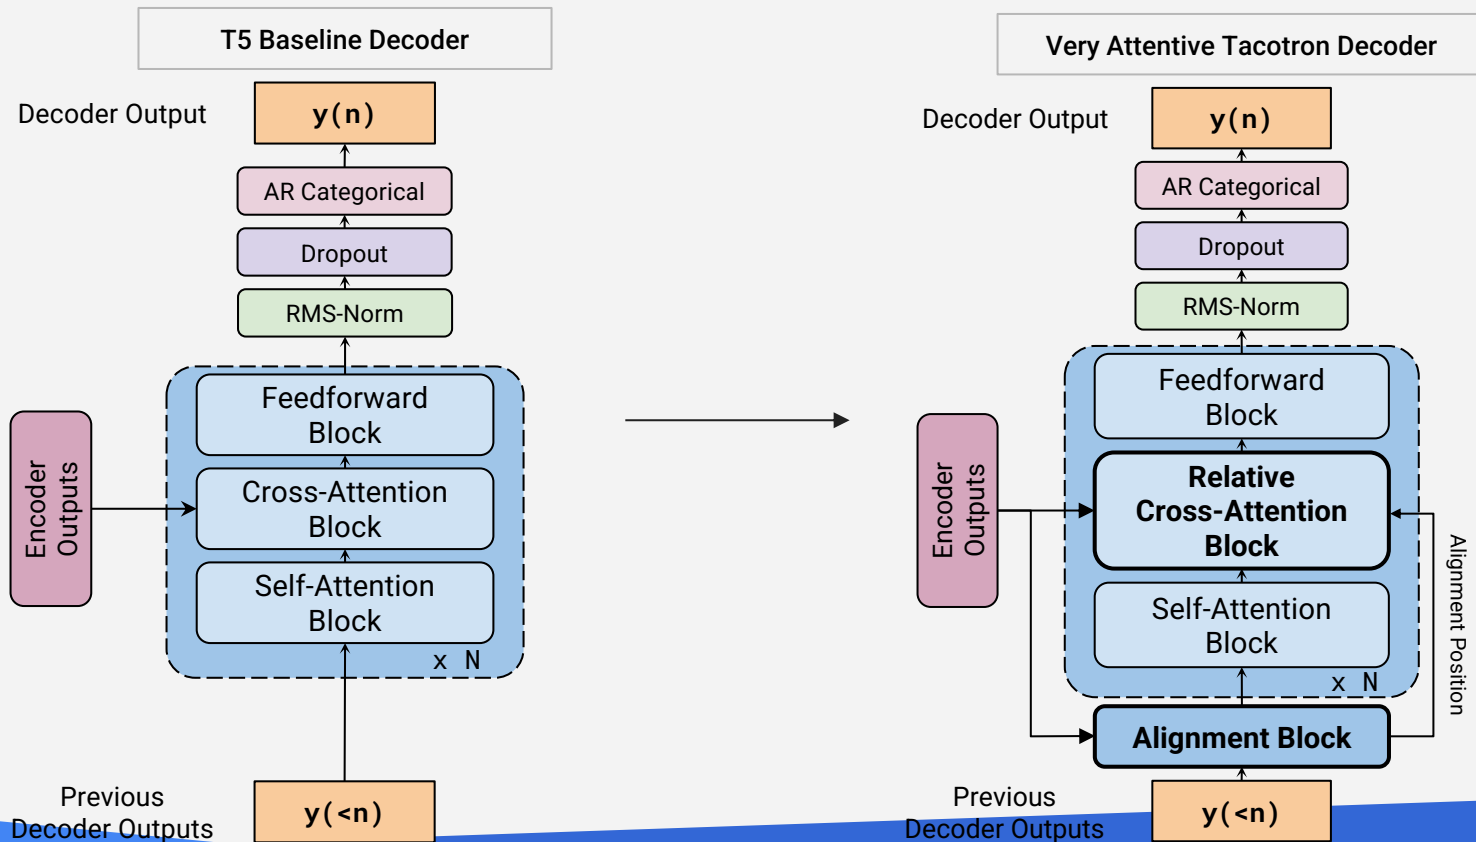 T5 Baseline Decoder
Decoder Output
y(n)
AR Categorical
Dropout
RMS-Norm
Feedforward
Block
Cross-Attention
Block
Self-Attention
Block
x N
Encoder
Outputs
Previous
Decoder Outputs
y(<n)
Very Attentive Tacotron Decoder
Decoder Output
y(n)
AR Categorical
Dropout
RMS-Norm
Feedforward
Block
Relative
Cross-Attention
Block
Self-Attention
Block
x N
Encoder
Outputs
Alignment Position
Alignment Block
Previous
Decoder Outputs
y(<n)